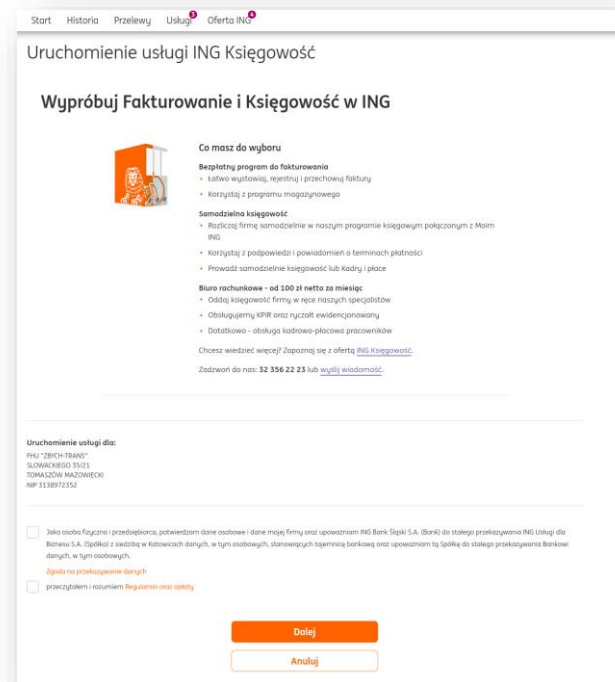 Start Historia Przelewy Usługi 3 Oferta ING 4
Uruchomienie usługi ING Księgowość
Wypróbuj Fakturowanie i Księgowość w ING
Co masz do wyboru
Bezpłatny program do fakturowania
• Łatwo wystawiaj, rejestruj i przechowuj faktury
• Korzystaj z programu magazynowego
Samodzielna księgowość
• Rozliczaj firmę samodzielnie w naszym programie księgowym połączonym z Moim
ING
• Korzystaj z podpowiedzi i powiadomień o terminach płatności
• Prowadź samodzielnie księgowość lub Kadry i płace
Biuro rachunkowe - od 100 zł netto za miesiąc
• Oddaj księgowość firmy w ręce naszych specjalistów
• Obsługujemy KPiR oraz ryczałt ewidencjonowany
• Dodatkowo - obsługa kadrowo-płacowa pracowników
Chcesz wiedzieć więcej? Zapoznaj się z ofertą ING Księgowość.
Zadzwoń do nas: 32 356 22 23 lub wyślij wiadomość.
Uruchomienie usługi dla:
FHU "ZBYCH-TRANS"
SLOWACKIEGO 35\21
TOMASZÓW MAZOWIECKI
NIP 3138972352
Jako osoba fizyczna i przedsiębiorca, potwierdzam dane osobowe i dane mojej firmy oraz upoważniam ING Bank Śląski S.A. (Bank) do stałego przekazywania ING Usługi dla
Biznesu S.A. (Spółka) z siedzibą w Katowicach danych, w tym osobowych, stanowiących tajemnicę bankową oraz upoważniam tą Spółkę do stałego przekazywania Bankowi
danych, w tym osobowych.
Zgoda na przekazywanie danych
przeczytałem i rozumiem Regulamin oraz opłaty
Dalej
Anuluj